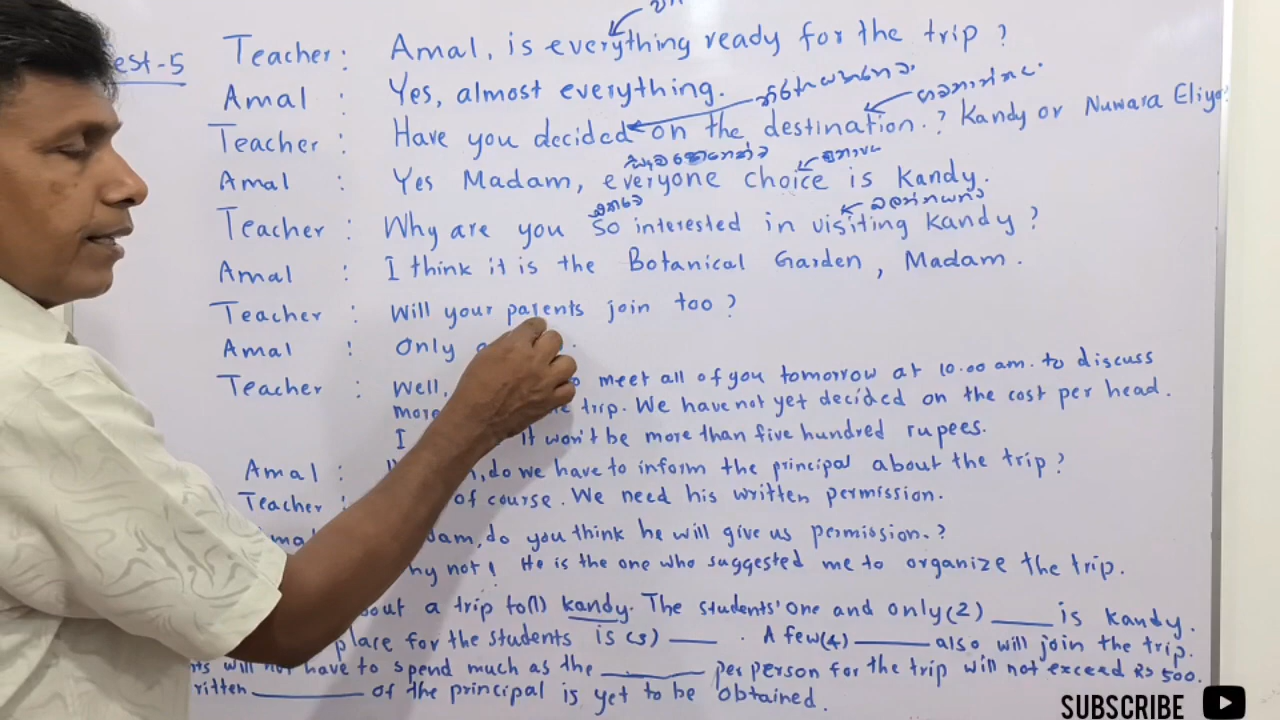 est-5
Teacher: Amal, is everything ready for the trip?
Amal : Yes, almost everything.
Teacher: Have you decided on the destination.? Kandy or Nuwara Eliya?
Amal : Yes Madam, everyone choice is Kandy.
Teacher : Why are you so interested in visiting Kandy?
Amal : I think it is the Botanical Garden, Madam.
Teacher : Will your parents join too?
Amal : Only
Teacher : Well, meet all of you tomorrow at 10.00 am. to discuss
more trip. We have not yet decided on the cost per head.
I it won't be more than five hundred rupees.
Amal : do we have to inform the principal about the trip?
Teacher : of course. We need his written permission.
mal dam, do you think he will give us permission.?
hy not! He is the one who suggested me to organize the trip.
out a trip to(1) kandy. The students' one and only(2) ____ is kandy.
place for the students is (3) ____ . A few(4) ____ also will join the trip.
ts will not have to spend much as the ____ per person for the trip will not exceed Rs 500.
ritten ____ of the principal is yet to be obtained.
SUBSCRIBE